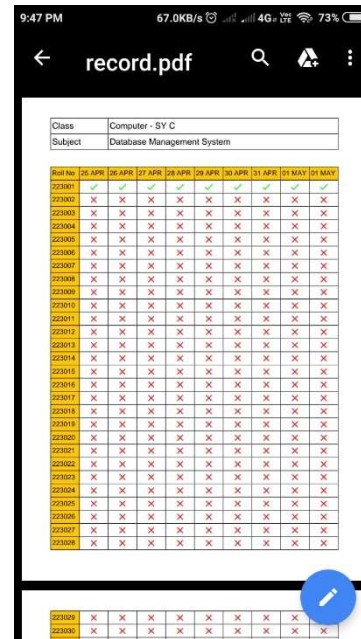 9:47 PM 67.0KB/s 4G Vo LTE 73%
record.pdf
Class Computer - SY C
Subject Database Management System
Roll No 25 APR 26 APR 27 APR 28 APR 29 APR 30 APR 31 APR 01 MAY 01 MAY
223001 ✓ ✓ ✓ ✓ ✓ ✓ ✓ ✓ ✓
223002 × × × × × × × × ×
223003 × × × × × × × × ×
223004 × × × × × × × × ×
223005 × × × × × × × × ×
223006 × × × × × × × × ×
223007 × × × × × × × × ×
223008 × × × × × × × × ×
223009 × × × × × × × × ×
223010 × × × × × × × × ×
223011 × × × × × × × × ×
223012 × × × × × × × × ×
223013 × × × × × × × × ×
223014 × × × × × × × × ×
223015 × × × × × × × × ×
223016 × × × × × × × × ×
223017 × × × × × × × × ×
223018 × × × × × × × × ×
223019 × × × × × × × × ×
223020 × × × × × × × × ×
223021 × × × × × × × × ×
223022 × × × × × × × × ×
223023 × × × × × × × × ×
223024 × × × × × × × × ×
223025 × × × × × × × × ×
223026 × × × × × × × × ×
223027 × × × × × × × × ×
223028 × × × × × × × × ×
223029 × × × × × × × × ×
223030 × × × × × × × × ×